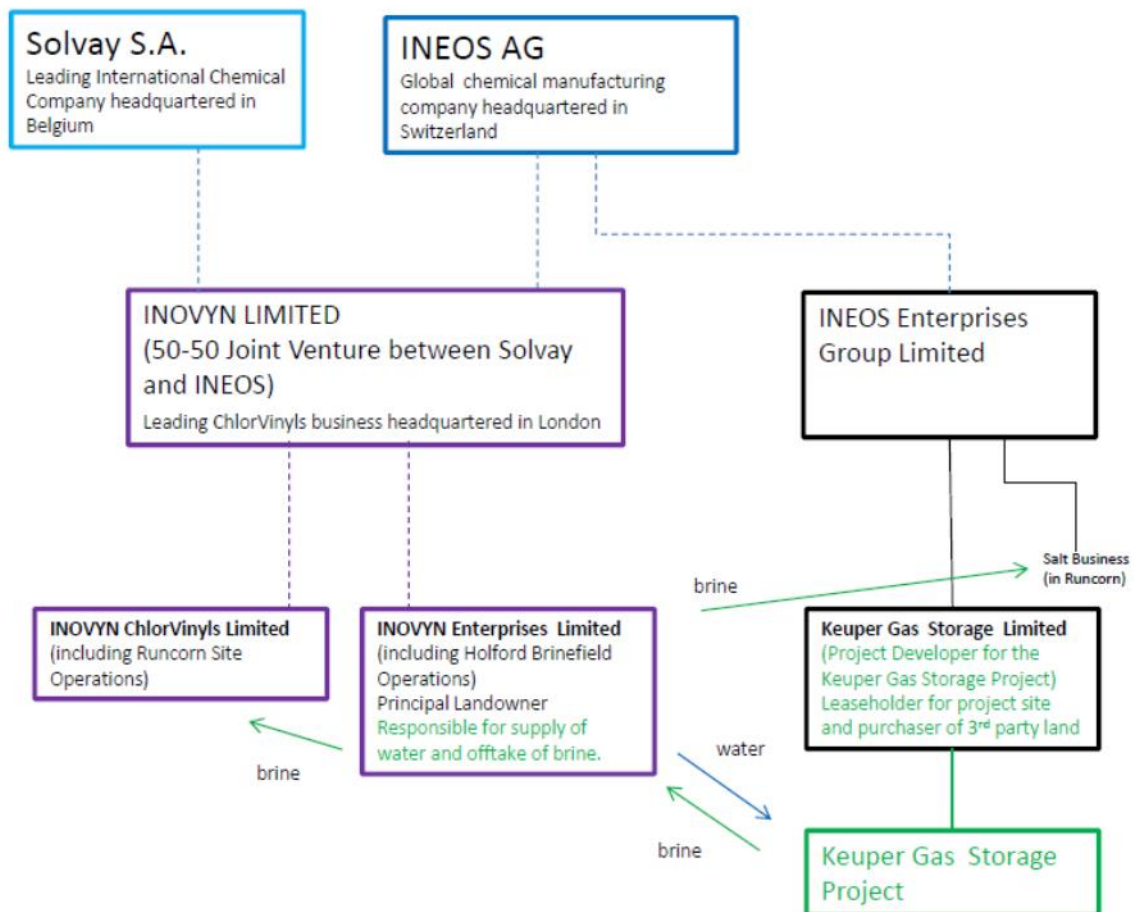 Solvay S.A.
Leading International Chemical
Company headquartered in
Belgium
INEOS AG
Global chemical manufacturing
company headquartered in
Switzerland
INOVYN LIMITED
(50-50 Joint Venture between Solvay
and INEOS)
Leading ChlorVinyls business headquartered in London
INEOS Enterprises
Group Limited
Salt Business
(in Runcorn)
brine
INOVYN ChlorVinyls Limited
(including Runcorn Site
Operations)
INOVYN Enterprises Limited
(including Holford Brinefield
Operations)
Principal Landowner
Responsible for supply of
water and offtake of brine.
Keuper Gas Storage Limited
(Project Developer for the
Keuper Gas Storage Project)
Leaseholder for project site
and purchaser of 3rd party land
brine
water
brine
Keuper Gas Storage
Project